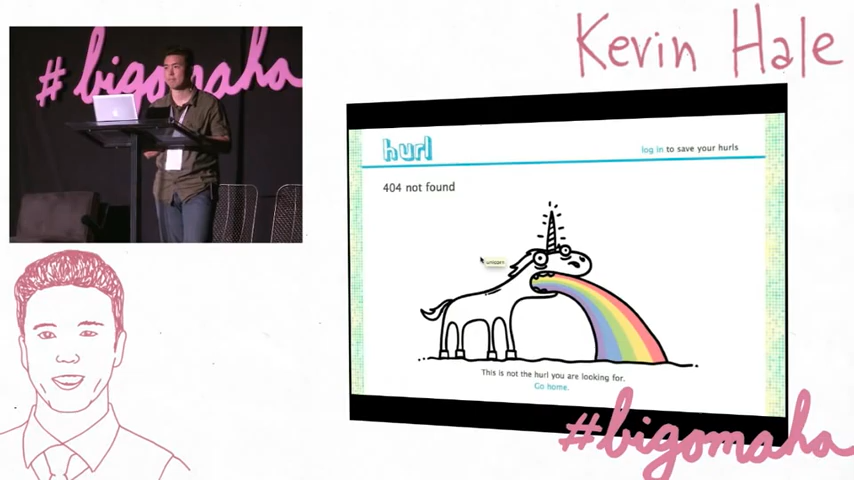 Kevin Hale
#bigomaha
hurl
log in to save your hurls
404 not found
unicorn
This is not the hurl you are looking for.
Go home.
#bigomaha